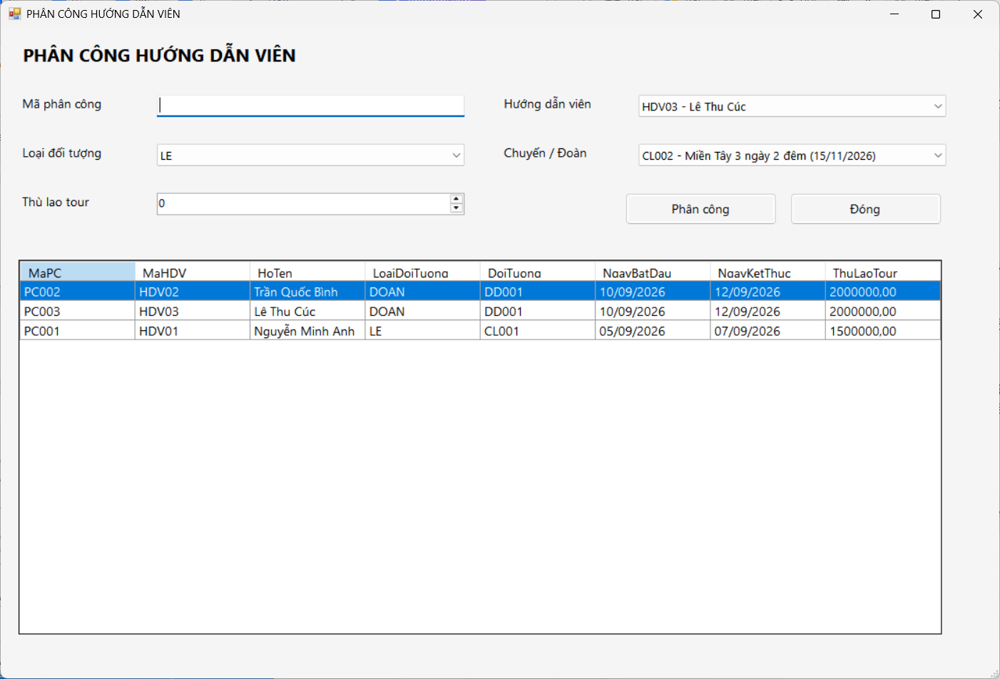 PHÂN CÔNG HƯỚNG DẪN VIÊN
PHÂN CÔNG HƯỚNG DẪN VIÊN
Mã phân công
Hướng dẫn viên
HDV03 - Lê Thu Cúc
Loại đối tượng
LE
Chuyến / Đoàn
CL002 - Miền Tây 3 ngày 2 đêm (15/11/2026)
Thù lao tour
0
Phân công
Đóng
MaPC MaHDV HoTen LoaiDoiTuong DoiTuong NgayBatDau NgayKetThuc ThuLaoTour
PC002 HDV02 Trần Quốc Bình DOAN DD001 10/09/2026 12/09/2026 2000000,00
PC003 HDV03 Lê Thu Cúc DOAN DD001 10/09/2026 12/09/2026 2000000,00
PC001 HDV01 Nguyễn Minh Anh LE CL001 05/09/2026 07/09/2026 1500000,00